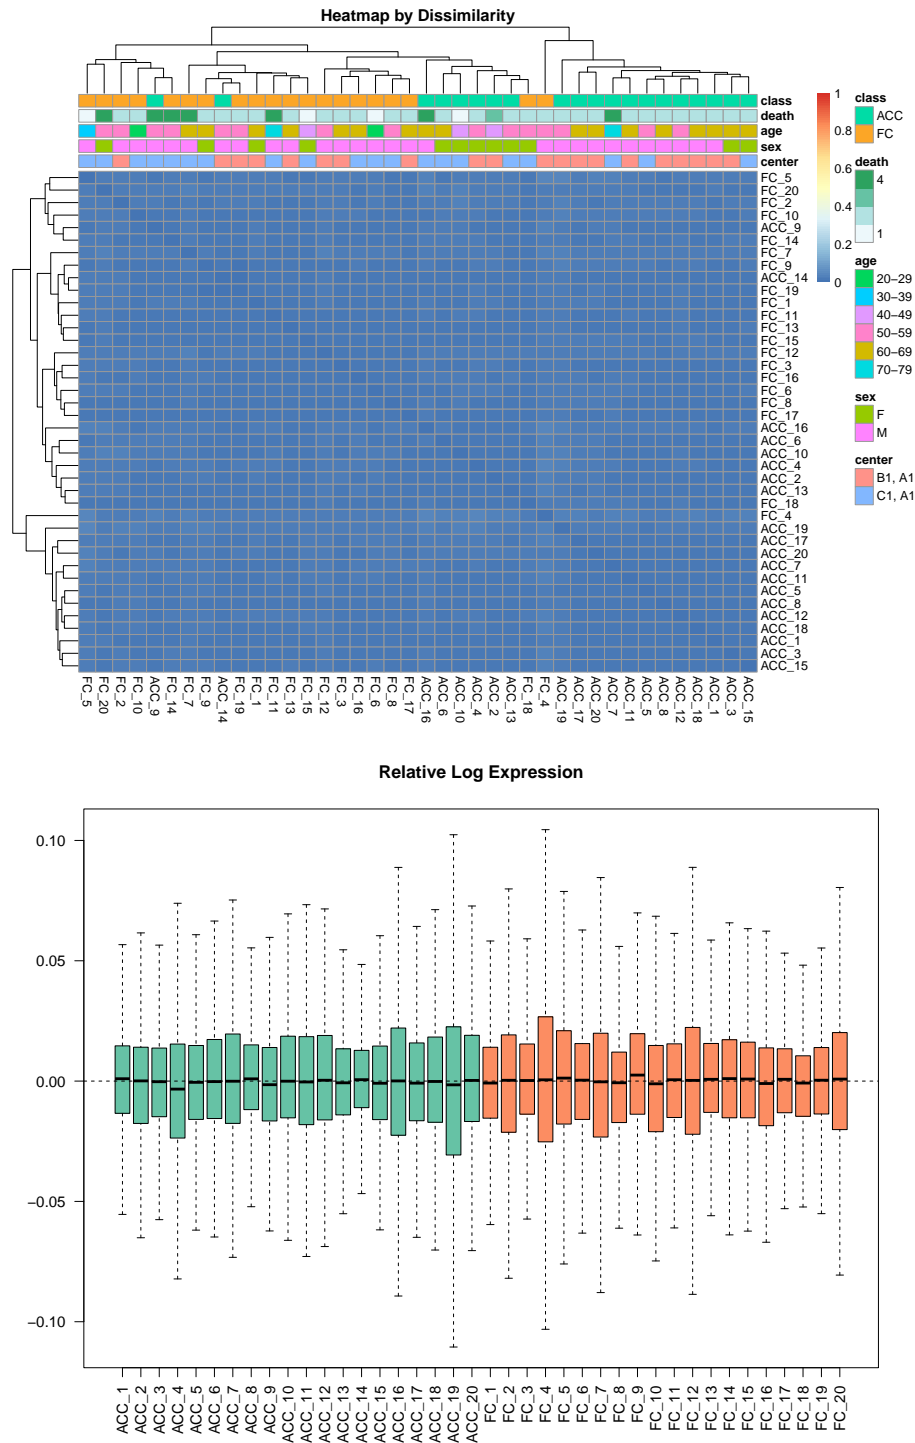 Heatmap by Dissimilarity
class
death
age
sex
center
FC_5
FC_20
FC_2
FC_10
ACC_9
FC_14
FC_7
FC_9
ACC_14
FC_19
FC_1
FC_11
FC_13
FC_15
FC_12
FC_3
FC_16
FC_6
FC_8
FC_17
ACC_16
ACC_6
ACC_10
ACC_4
ACC_2
ACC_13
FC_18
FC_4
ACC_19
ACC_17
ACC_20
ACC_7
ACC_11
ACC_5
ACC_8
ACC_12
ACC_18
ACC_1
ACC_3
ACC_15
FC_5
FC_20
FC_2
FC_10
ACC_9
FC_14
FC_7
FC_9
ACC_14
FC_19
FC_1
FC_11
FC_13
FC_15
FC_12
FC_3
FC_16
FC_6
FC_8
FC_17
ACC_16
ACC_6
ACC_10
ACC_4
ACC_2
ACC_13
FC_18
FC_4
ACC_19
ACC_17
ACC_20
ACC_7
ACC_11
ACC_5
ACC_8
ACC_12
ACC_18
ACC_1
ACC_3
ACC_15
1
0.8
0.6
0.4
0.2
0
class
ACC
FC
death
4
1
age
20−29
30−39
40−49
50−59
60−69
70−79
sex
F
M
center
B1, A1
C1, A1
Relative Log Expression
0.10
0.05
0.00
−0.05
−0.10
ACC_1
ACC_2
ACC_3
ACC_4
ACC_5
ACC_6
ACC_7
ACC_8
ACC_9
ACC_10
ACC_11
ACC_12
ACC_13
ACC_14
ACC_15
ACC_16
ACC_17
ACC_18
ACC_19
ACC_20
FC_1
FC_2
FC_3
FC_4
FC_5
FC_6
FC_7
FC_8
FC_9
FC_10
FC_11
FC_12
FC_13
FC_14
FC_15
FC_16
FC_17
FC_18
FC_19
FC_20